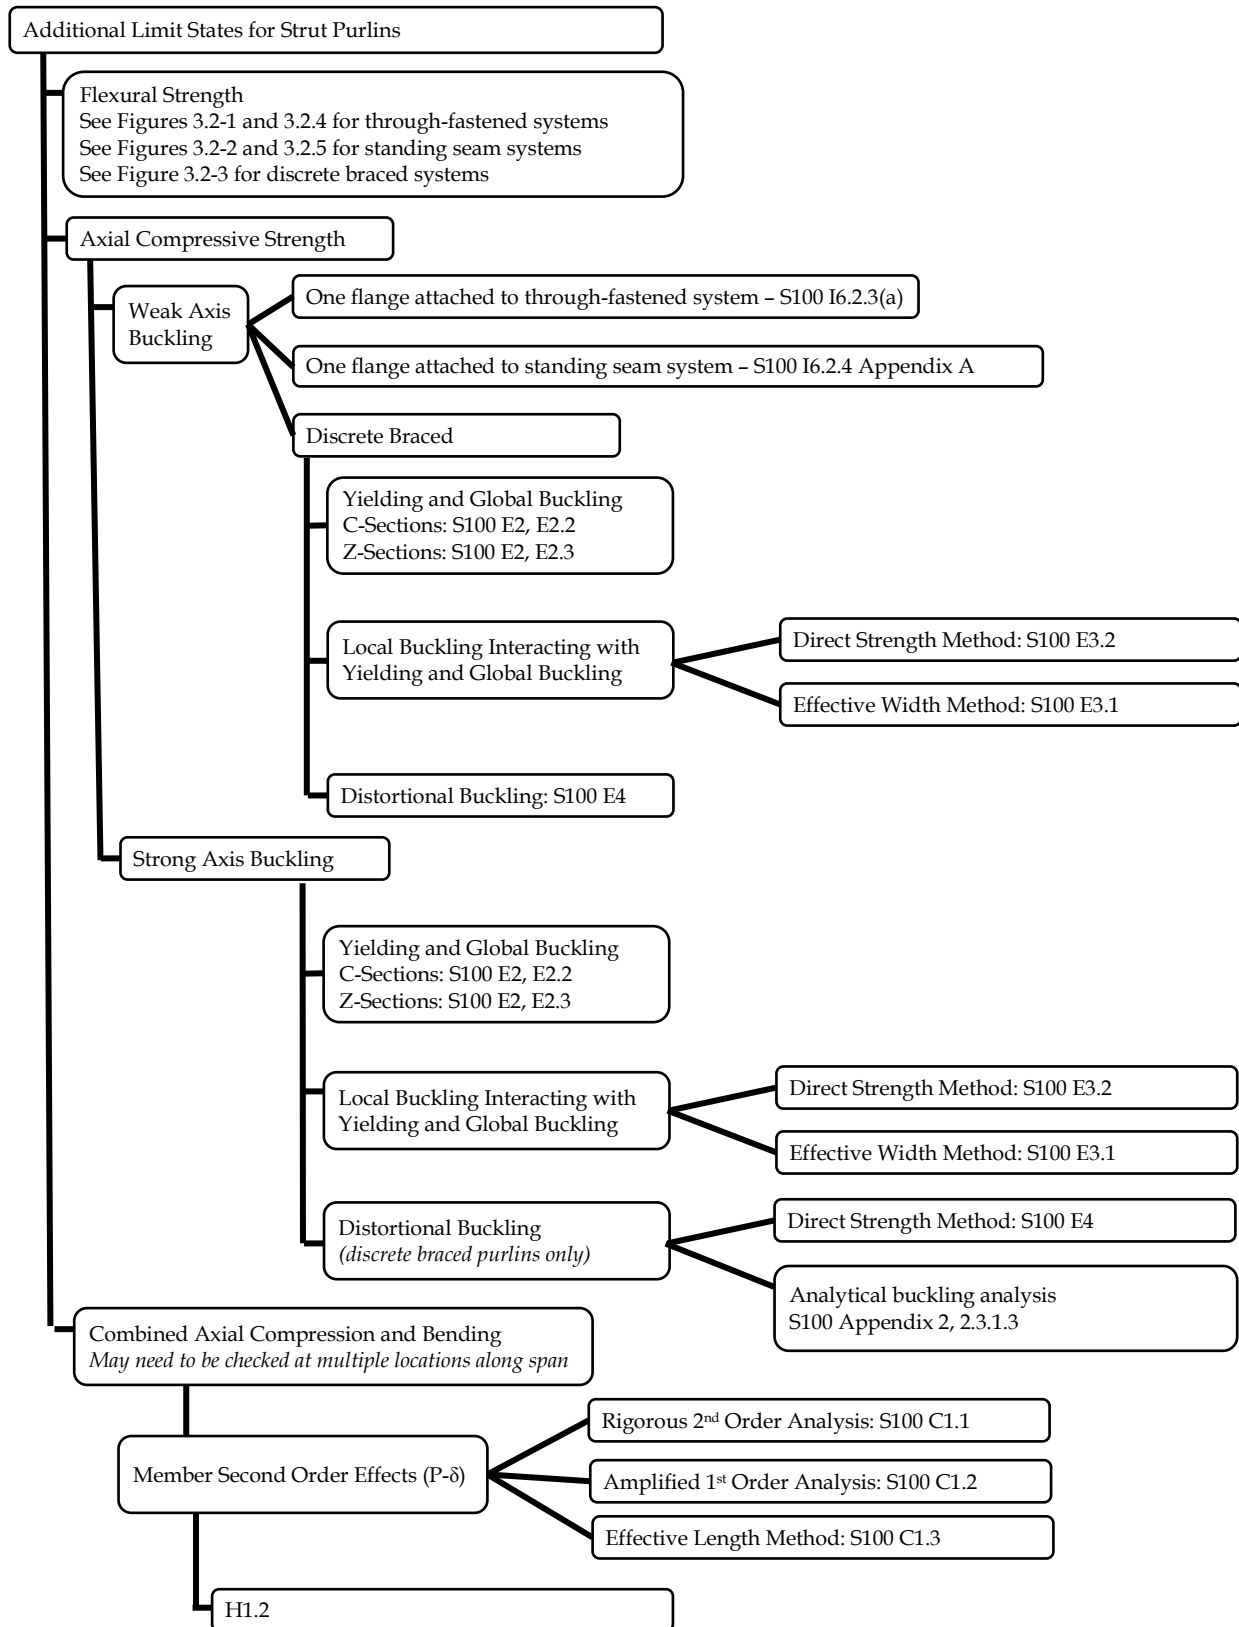 Additional Limit States for Strut Purlins
Flexural Strength
See Figures 3.2-1 and 3.2.4 for through-fastened systems
See Figures 3.2-2 and 3.2.5 for standing seam systems
See Figure 3.2-3 for discrete braced systems
Axial Compressive Strength
Weak Axis
Buckling
One flange attached to through-fastened system – S100 I6.2.3(a)
One flange attached to standing seam system – S100 I6.2.4 Appendix A
Discrete Braced
Yielding and Global Buckling
C-Sections: S100 E2, E2.2
Z-Sections: S100 E2, E2.3
Local Buckling Interacting with
Yielding and Global Buckling
Direct Strength Method: S100 E3.2
Effective Width Method: S100 E3.1
Distortional Buckling: S100 E4
Strong Axis Buckling
Yielding and Global Buckling
C-Sections: S100 E2, E2.2
Z-Sections: S100 E2, E2.3
Local Buckling Interacting with
Yielding and Global Buckling
Direct Strength Method: S100 E3.2
Effective Width Method: S100 E3.1
Distortional Buckling
(discrete braced purlins only)
Direct Strength Method: S100 E4
Analytical buckling analysis
S100 Appendix 2, 2.3.1.3
Combined Axial Compression and Bending
May need to be checked at multiple locations along span
Member Second Order Effects (P-δ)
Rigorous 2nd Order Analysis: S100 C1.1
Amplified 1st Order Analysis: S100 C1.2
Effective Length Method: S100 C1.3
H1.2